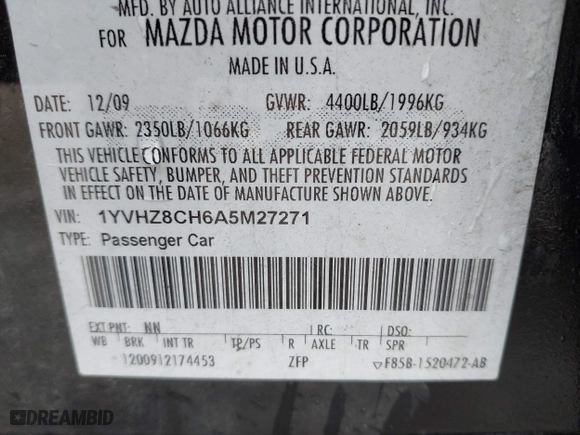 MFD. BY AUTO ALLIANCE INTERNATIONAL, INC.
FOR MAZDA MOTOR CORPORATION
MADE IN U.S.A.
DATE: 12/09 GVWR: 4400LB/1996KG
FRONT GAWR: 2350LB/1066KG REAR GAWR: 2059LB/934KG
THIS VEHICLE CONFORMS TO ALL APPLICABLE FEDERAL MOTOR
VEHICLE SAFETY, BUMPER, AND THEFT PREVENTION STANDARDS
IN EFFECT ON THE DATE OF MANUFACTURE SHOWN ABOVE.
VIN: 1YVHZ8CH6A5M27271
TYPE: Passenger Car
EXT PNT: NN RC: DSO:
WB BRK INT TR TP/PS R AXLE TR SPR
1200912174453 ZFP F85B-1520472-AB
DREAMBID